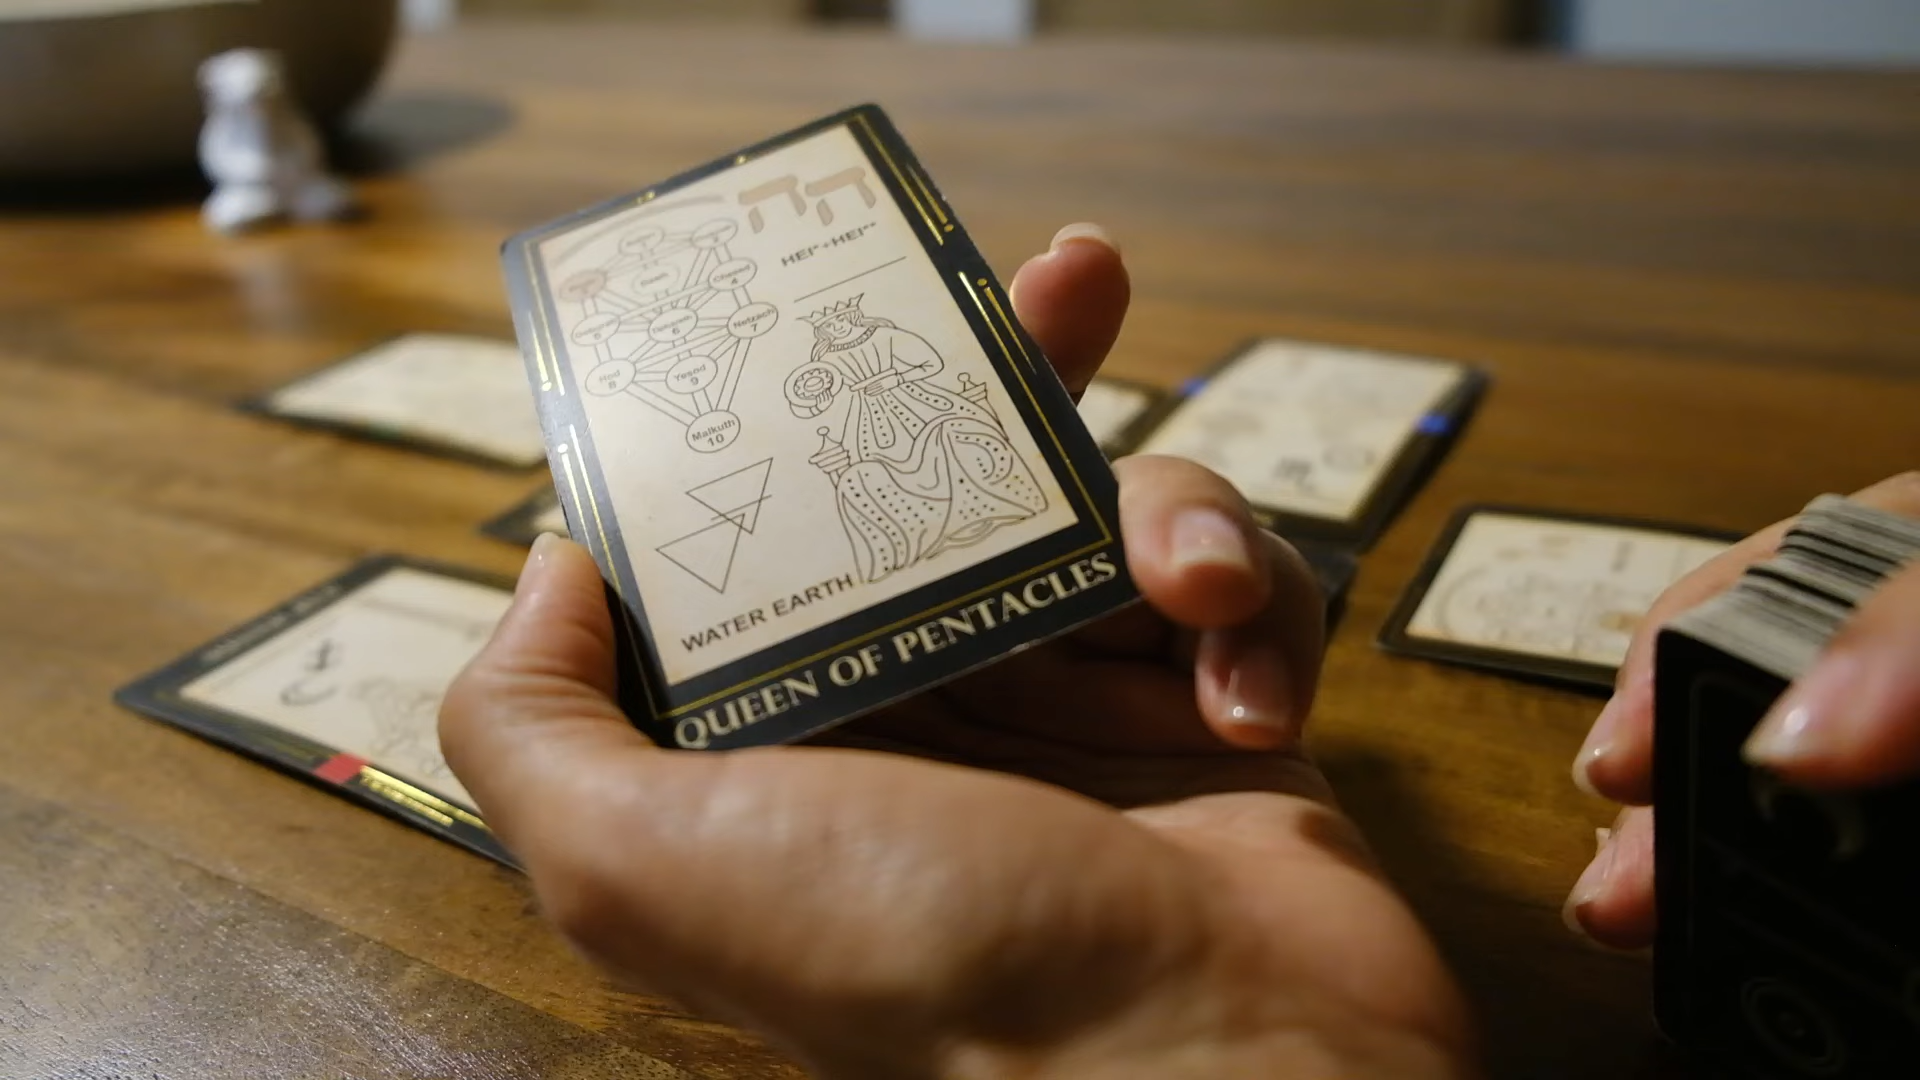 הה
HEI*+HEI**
Chesed
4
Netzach
7
6
Hod
8
Yesod
9
Malkuth
10
WATER EARTH
QUEEN OF PENTACLES